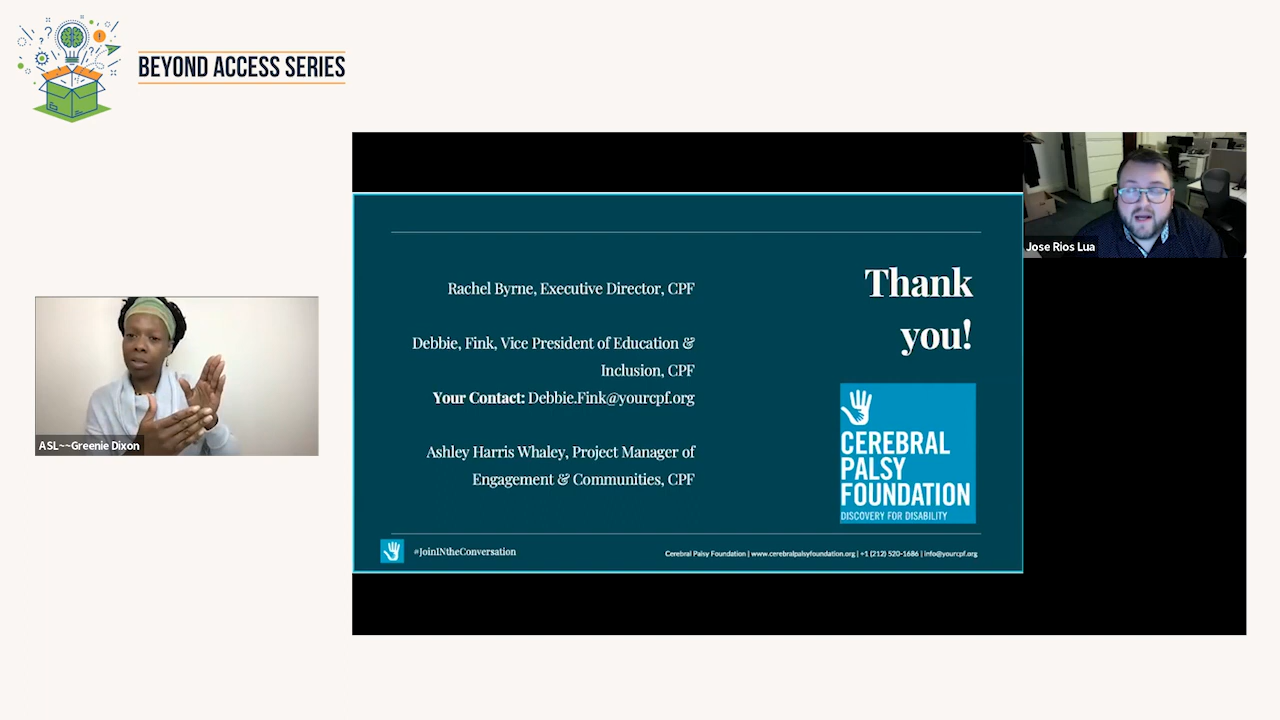 BEYOND ACCESS SERIES
Jose Rios Lua
Rachel Byrne, Executive Director, CPF
Debbie, Fink, Vice President of Education &
Inclusion, CPF
Your Contact: Debbie.Fink@yourcpf.org
Ashley Harris Whaley, Project Manager of
Engagement & Communities, CPF
Thank
you!
CEREBRAL
PALSY
FOUNDATION
DISCOVERY FOR DISABILITY
ASL~~Greenie Dixon
#JoinINtheConversation
Cerebral Palsy Foundation | www.cerebralpalsyfoundation.org | +1 (212) 520-1686 | info@yourcpf.org